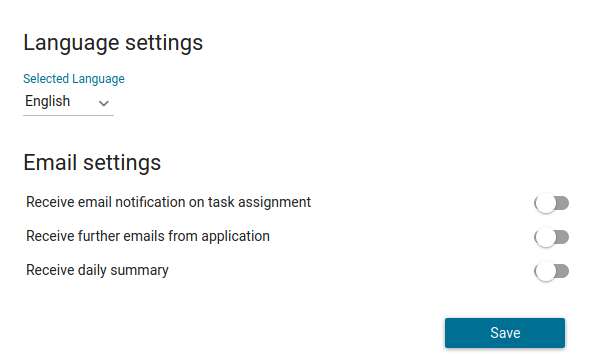 Language settings
Selected Language
English
Email settings
Receive email notification on task assignment
Receive further emails from application
Receive daily summary
Save